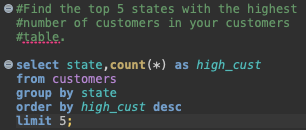 #Find the top 5 states with the highest
#number of customers in your customers
#table.
select state,count(*) as high_cust
from customers
group by state
order by high_cust desc
limit 5;